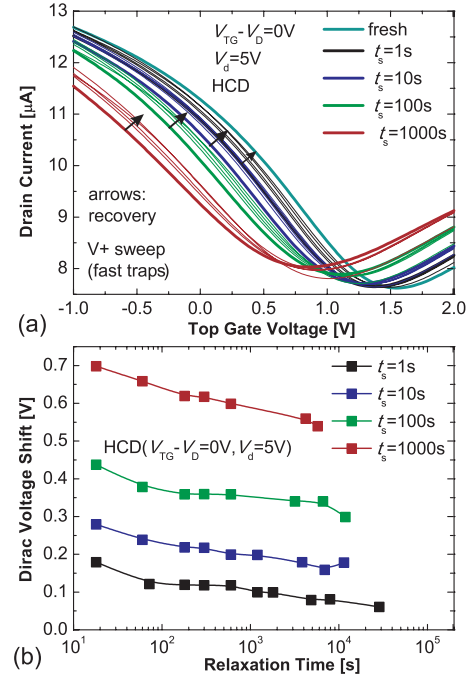 13
12
11
10
9
8
Drain Current [µA]
V_TG-V_D=0V
V_d=5V
HCD
fresh
t_s=1s
t_s=10s
t_s=100s
t_s=1000s
arrows:
recovery
V+ sweep
(fast traps)
-1.0 -0.5 0.0 0.5 1.0 1.5 2.0
(a) Top Gate Voltage [V]
0.7
0.6
0.5
0.4
0.3
0.2
0.1
0.0
Dirac Voltage Shift [V]
t_s=1s
t_s=10s
t_s=100s
t_s=1000s
HCD(V_TG-V_D=0V, V_d=5V)
10^1 10^2 10^3 10^4 10^5
(b) Relaxation Time [s]